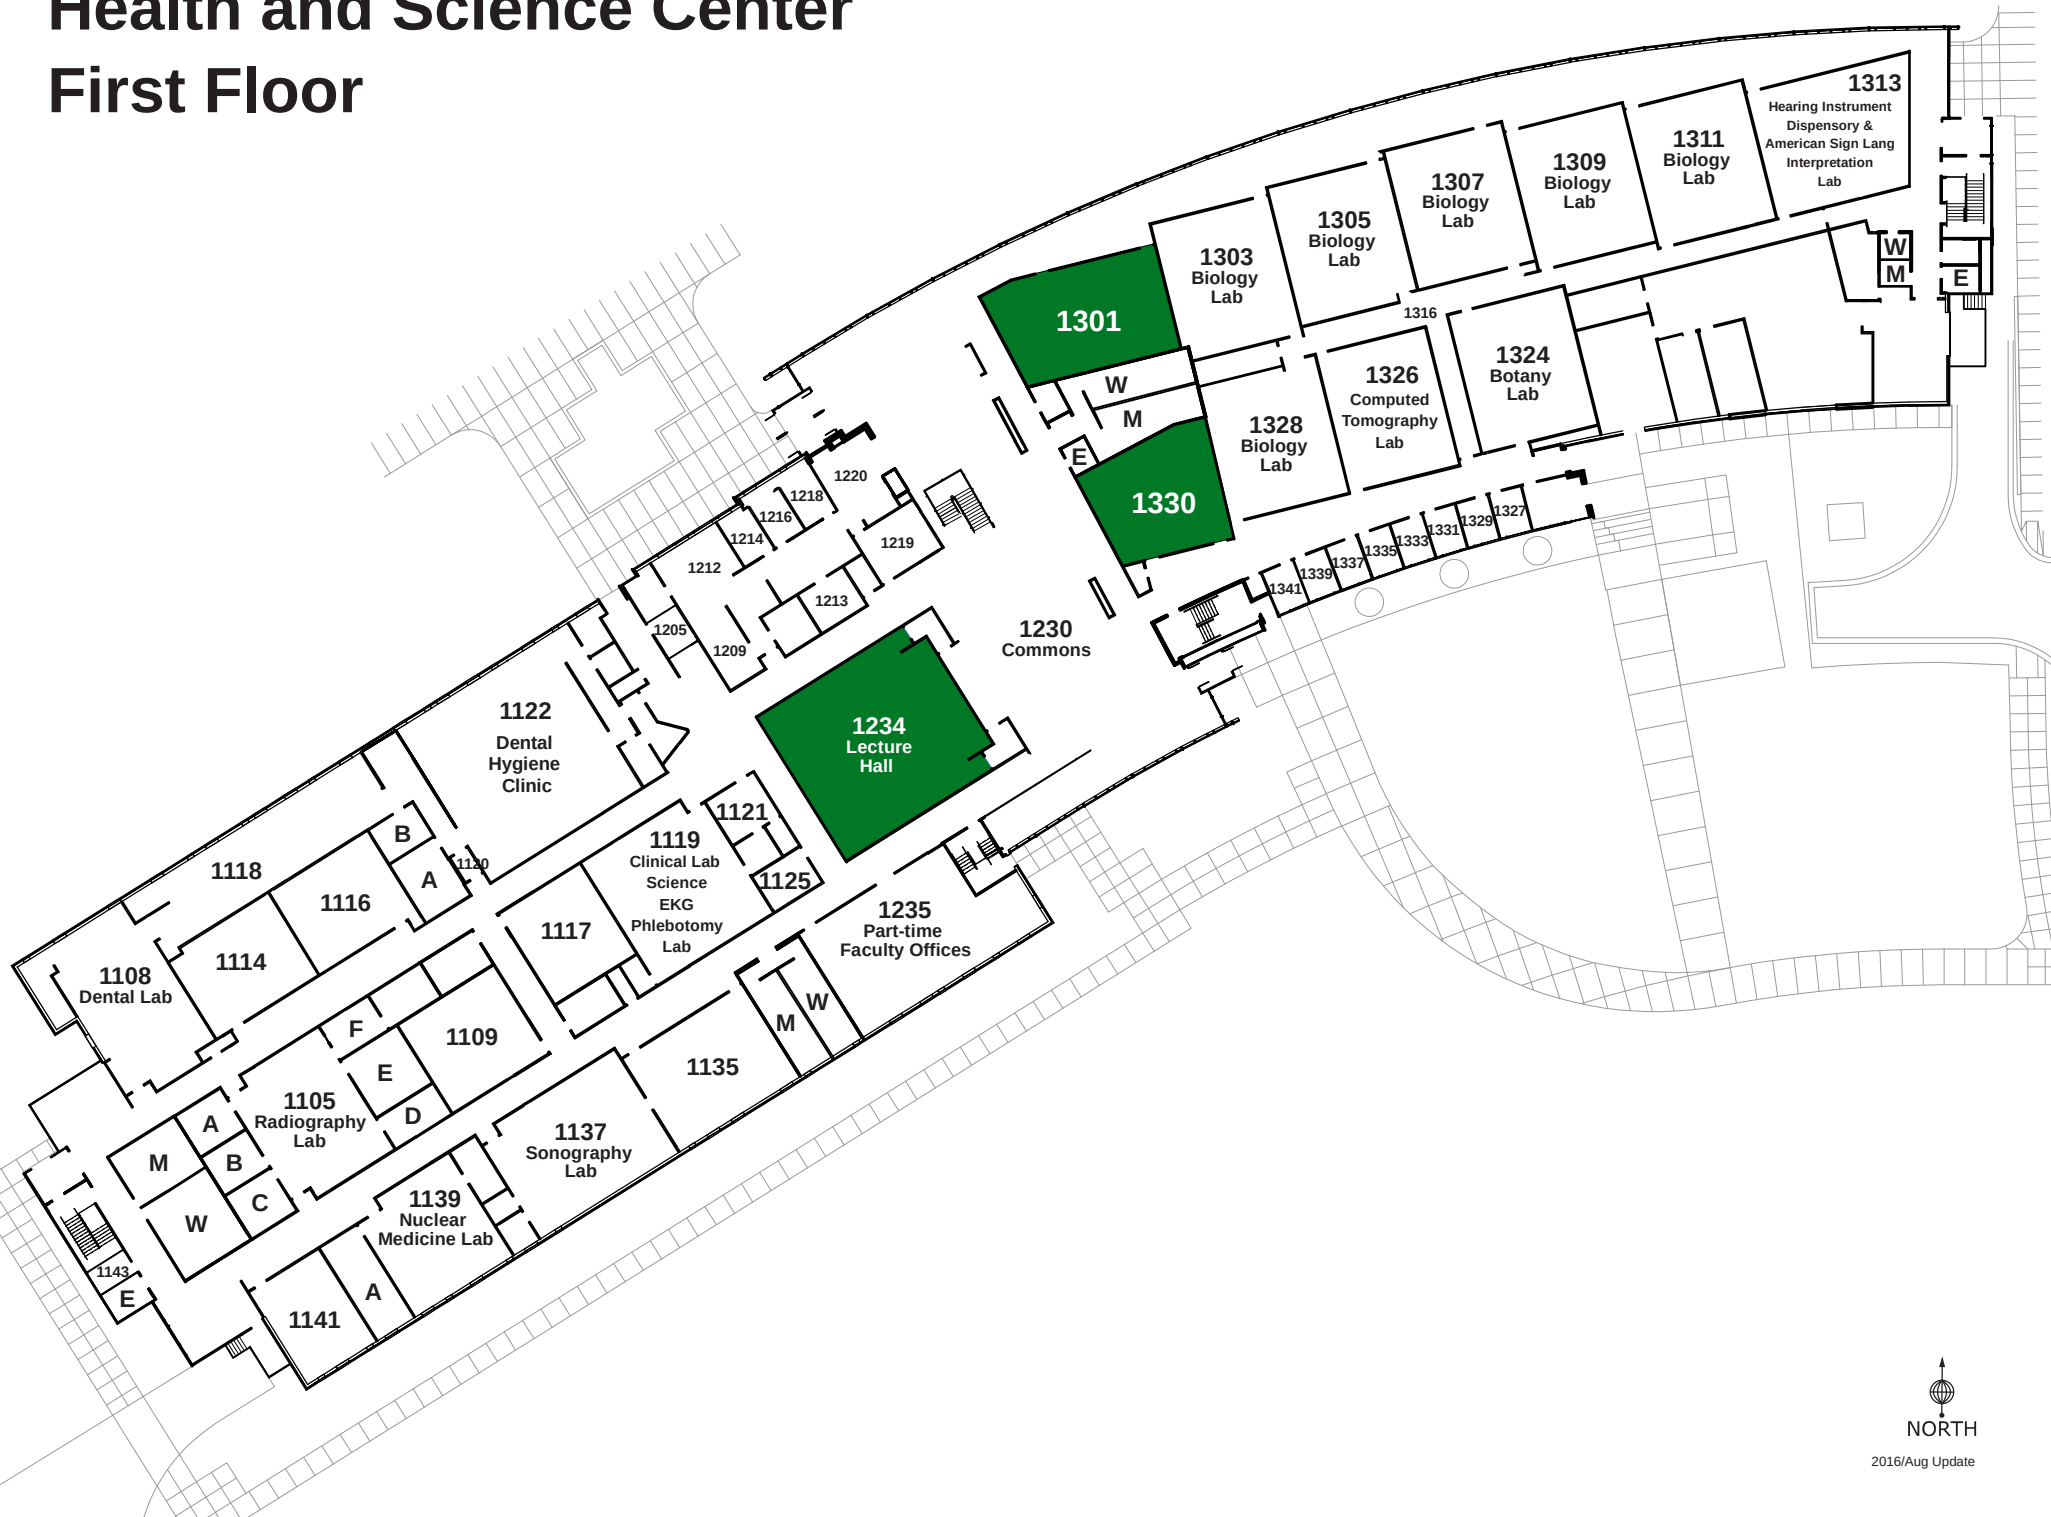 Health and Science Center
First Floor
1313
Hearing Instrument
Dispensory &
American Sign Lang
Interpretation
Lab
1311
Biology
Lab
1309
Biology
Lab
1307
Biology
Lab
1305
Biology
Lab
1303
Biology
Lab
1301
W
M
E
W
M
E
1316
1324
Botany
Lab
1326
Computed
Tomography
Lab
1328
Biology
Lab
1330
1327
1329
1331
1333
1335
1337
1339
1341
1220
1218
1216
1214
1212
1219
1213
1205
1209
1230
Commons
1234
Lecture
Hall
1122
Dental
Hygiene
Clinic
1121
1119
Clinical Lab
Science
EKG
Phlebotomy
Lab
1125
B
A
1120
1118
1116
1114
1117
1235
Part-time
Faculty Offices
1108
Dental Lab
W
M
F
E
D
1109
1135
1105
Radiography
Lab
A
B
C
M
W
1137
Sonography
Lab
1139
Nuclear
Medicine Lab
1143
E
A
1141
NORTH
2016/Aug Update